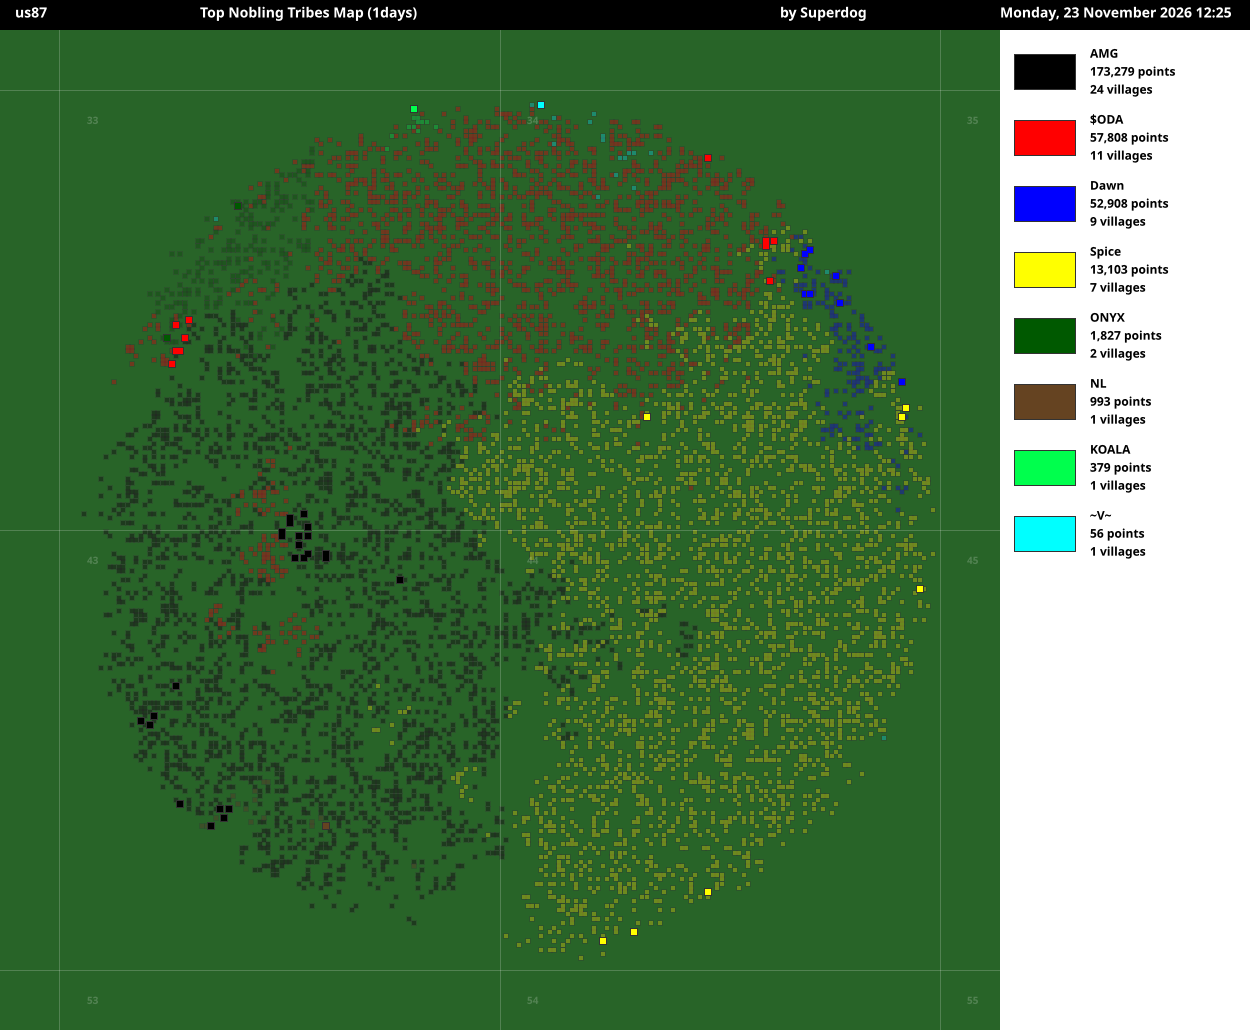 us87 Top Nobling Tribes Map (1days) by Superdog Monday, 23 November 2026 12:25
AMG
173,279 points
24 villages
$ODA
57,808 points
11 villages
Dawn
52,908 points
9 villages
Spice
13,103 points
7 villages
ONYX
1,827 points
2 villages
NL
993 points
1 villages
KOALA
379 points
1 villages
~V~
56 points
1 villages
33 34 35
43 44 45
53 54 55